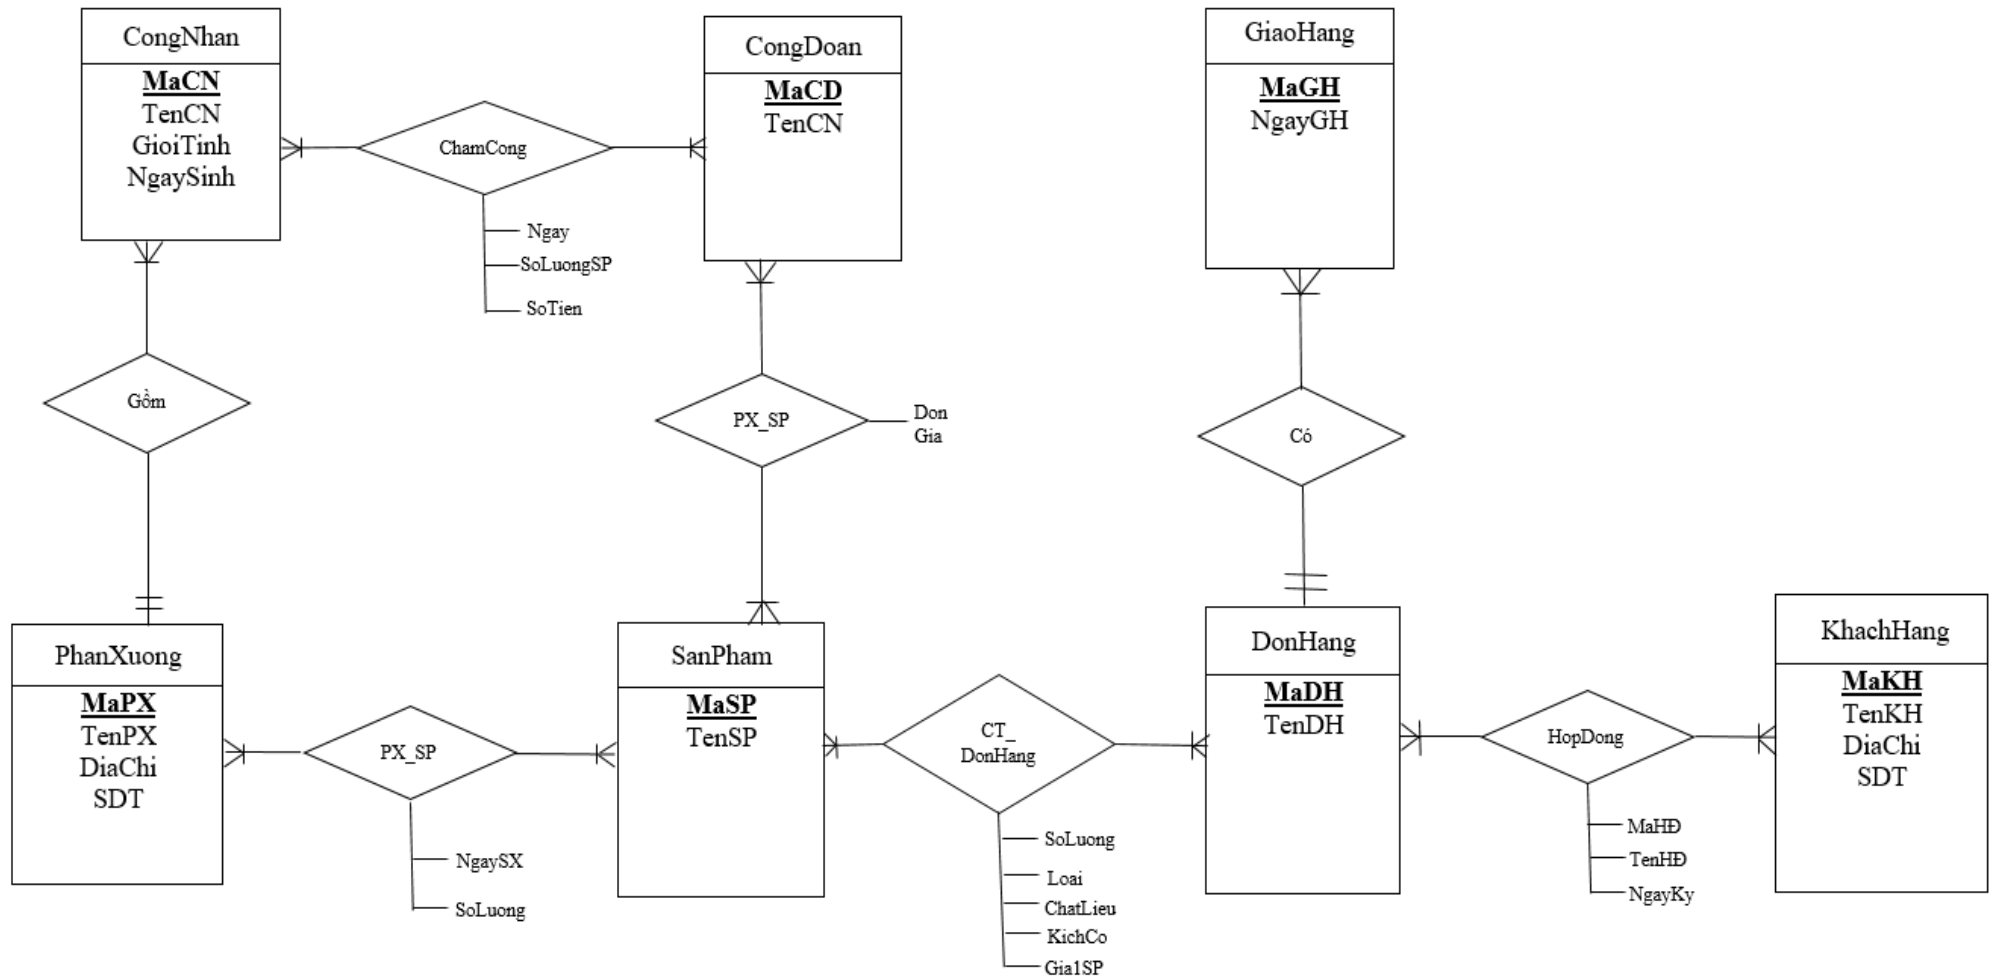 CongNhan
MaCN
TenCN
GioiTinh
NgaySinh
ChamCong
Ngay
SoLuongSP
SoTien
CongDoan
MaCD
TenCN
GiaoHang
MaGH
NgayGH
Gồm
PX_SP
Don
Gia
Có
PhanXuong
MaPX
TenPX
DiaChi
SDT
PX_SP
NgaySX
SoLuong
SanPham
MaSP
TenSP
CT_
DonHang
SoLuong
Loai
ChatLieu
KichCo
Gia1SP
DonHang
MaDH
TenDH
HopDong
MaHĐ
TenHĐ
NgayKy
KhachHang
MaKH
TenKH
DiaChi
SDT